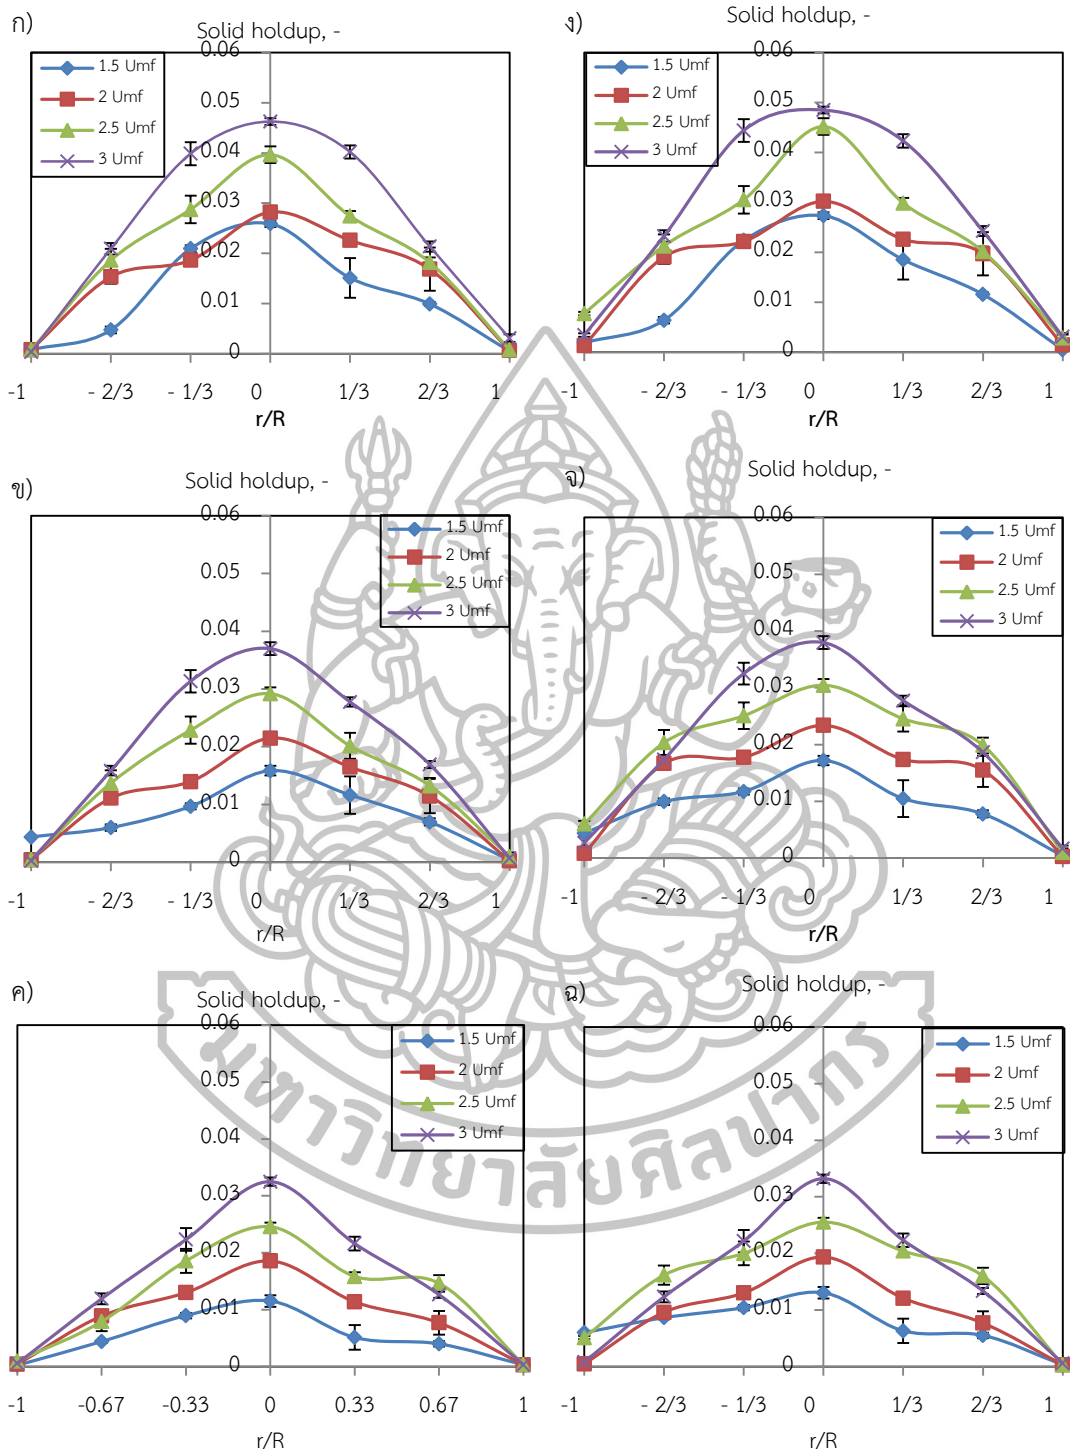 ก)
Solid holdup, -
0.06
0.05
0.04
0.03
0.02
0.01
0
1.5 Umf
2 Umf
2.5 Umf
3 Umf
-1 - 2/3 - 1/3 0 1/3 2/3 1
r/R
ง)
Solid holdup, -
0.06
0.05
0.04
0.03
0.02
0.01
0
1.5 Umf
2 Umf
2.5 Umf
3 Umf
-1 - 2/3 - 1/3 0 1/3 2/3 1
r/R
ข)
Solid holdup, -
0.06
0.05
0.04
0.03
0.02
0.01
0
1.5 Umf
2 Umf
2.5 Umf
3 Umf
-1 - 2/3 - 1/3 0 1/3 2/3 1
r/R
จ)
Solid holdup, -
0.06
0.05
0.04
0.03
0.02
0.01
0
1.5 Umf
2 Umf
2.5 Umf
3 Umf
-1 - 2/3 - 1/3 0 1/3 2/3 1
r/R
ค)
Solid holdup, -
0.06
0.05
0.04
0.03
0.02
0.01
0
1.5 Umf
2 Umf
2.5 Umf
3 Umf
-1 -0.67 -0.33 0 0.33 0.67 1
r/R
ฉ)
Solid holdup, -
0.06
0.05
0.04
0.03
0.02
0.01
0
1.5 Umf
2 Umf
2.5 Umf
3 Umf
-1 - 2/3 - 1/3 0 1/3 2/3 1
r/R
มหาวิทยาลัยศิลปากร